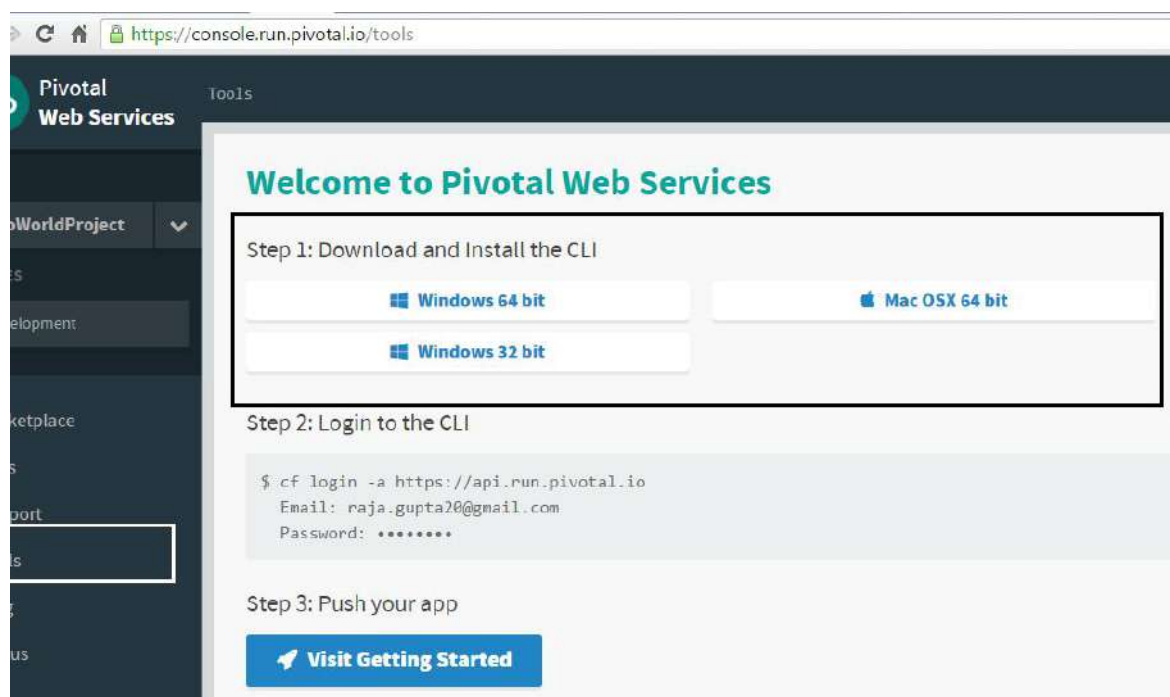 https://console.run.pivotal.io/tools
Pivotal
Web Services
Tools
Welcome to Pivotal Web Services
Step 1: Download and Install the CLI
Windows 64 bit
Mac OSX 64 bit
Windows 32 bit
Step 2: Login to the CLI
$ cf login -a https://api.run.pivotal.io
Email: raja.gupta20@gmail.com
Password: ••••••••
Step 3: Push your app
Visit Getting Started
oWorldProject
elopment
ketplace
port
ls
us